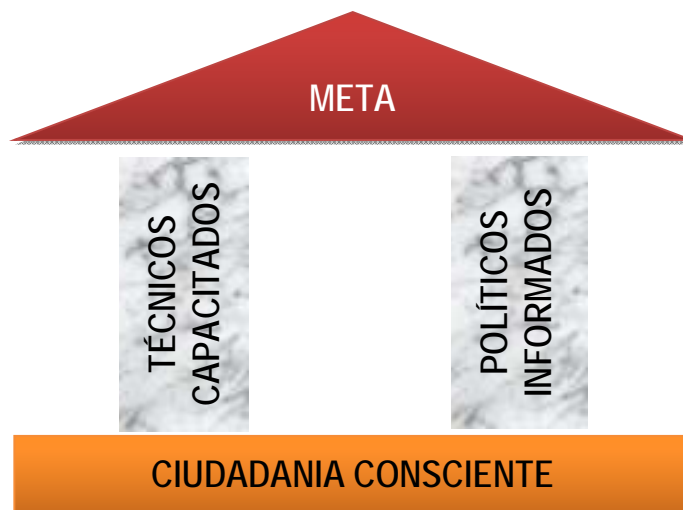 META
TÉCNICOS
CAPACITADOS
POLÍTICOS
INFORMADOS
CIUDADANIA CONSCIENTE